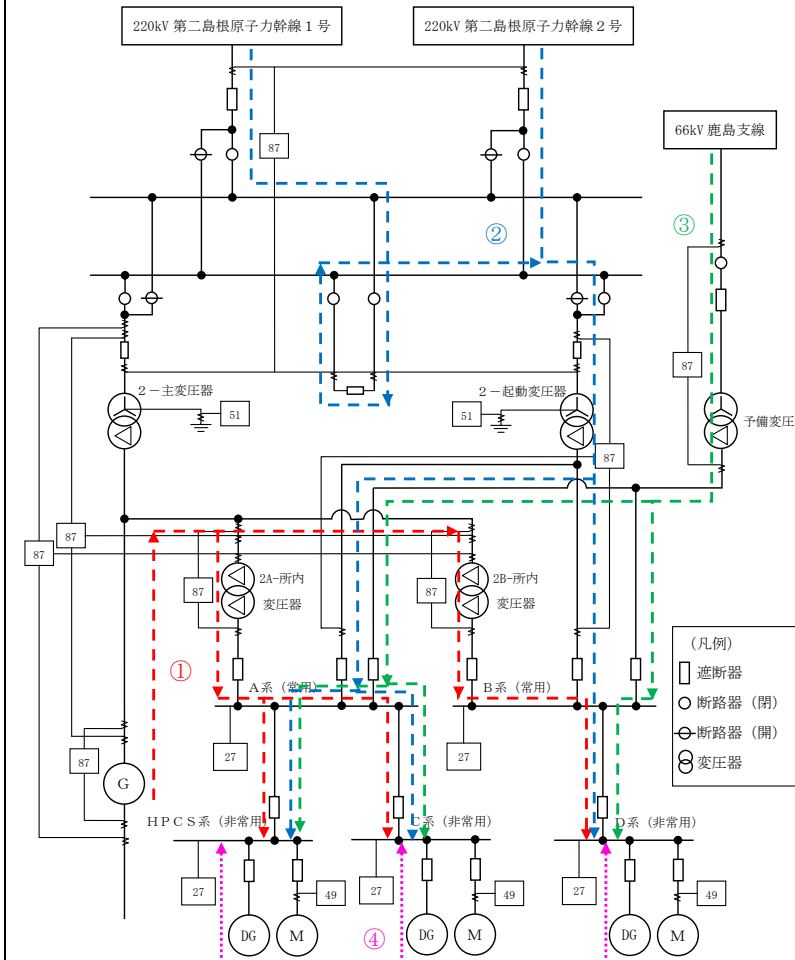 220kV 第二島根原子力幹線１号
220kV 第二島根原子力幹線２号
66kV 鹿島支線
87
②
③
87
２－主変圧器
51
２－起動変圧器
51
予備変圧
87
87
87
87
2A-所内
変圧器
87
2B-所内
変圧器
87
①
Ａ系（常用）
Ｂ系（常用）
27
27
87
G
(凡例)
遮断器
断路器（閉）
断路器（開）
変圧器
ＨＰＣＳ系（非常用）
Ｃ系（非常用）
Ｄ系（非常用）
27
49
27
49
27
49
DG
M
④
DG
M
DG
M